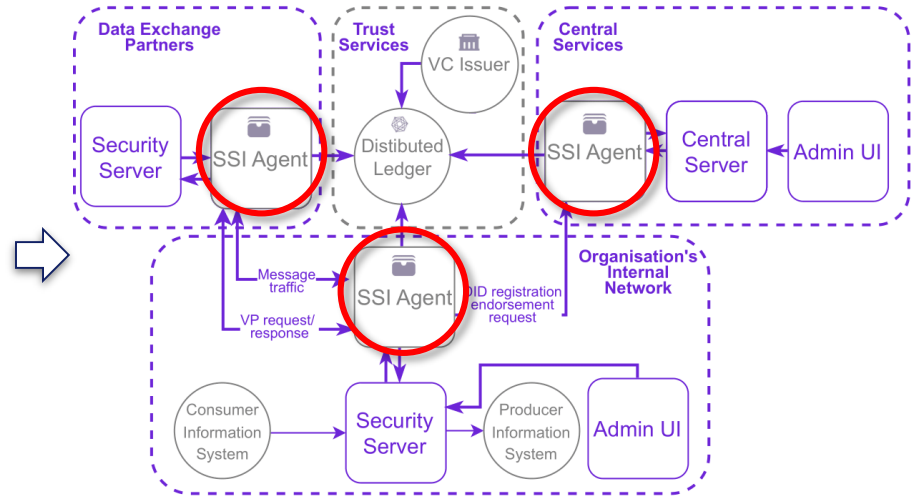 Data Exchange
Partners
Trust
Services
Central
Services
VC Issuer
Security
Server
SSI Agent
Distibuted
Ledger
SSI Agent
Central
Server
Admin UI
Organisation's
Internal
Network
Message
traffic
VP request/
response
SSI Agent
DID registration
endorsement
request
Consumer
Information
System
Security
Server
Producer
Information
System
Admin UI